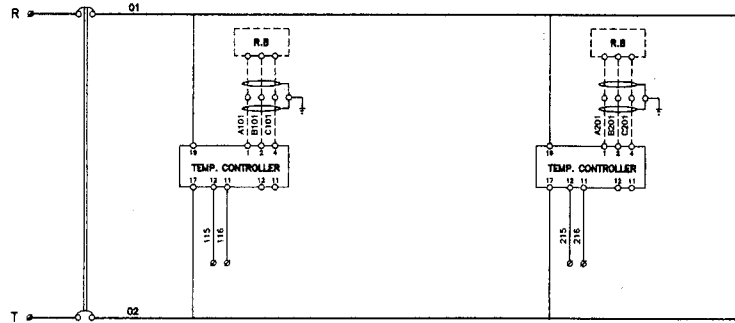 R 01
R.B R.B
A101 B101 C101 A201 B201 C201
19 1 2 4 19 1 2 4
TEMP. CONTROLLER TEMP. CONTROLLER
17 12 11 12 11 17 12 11 12 11
115 116 215 216
T 02